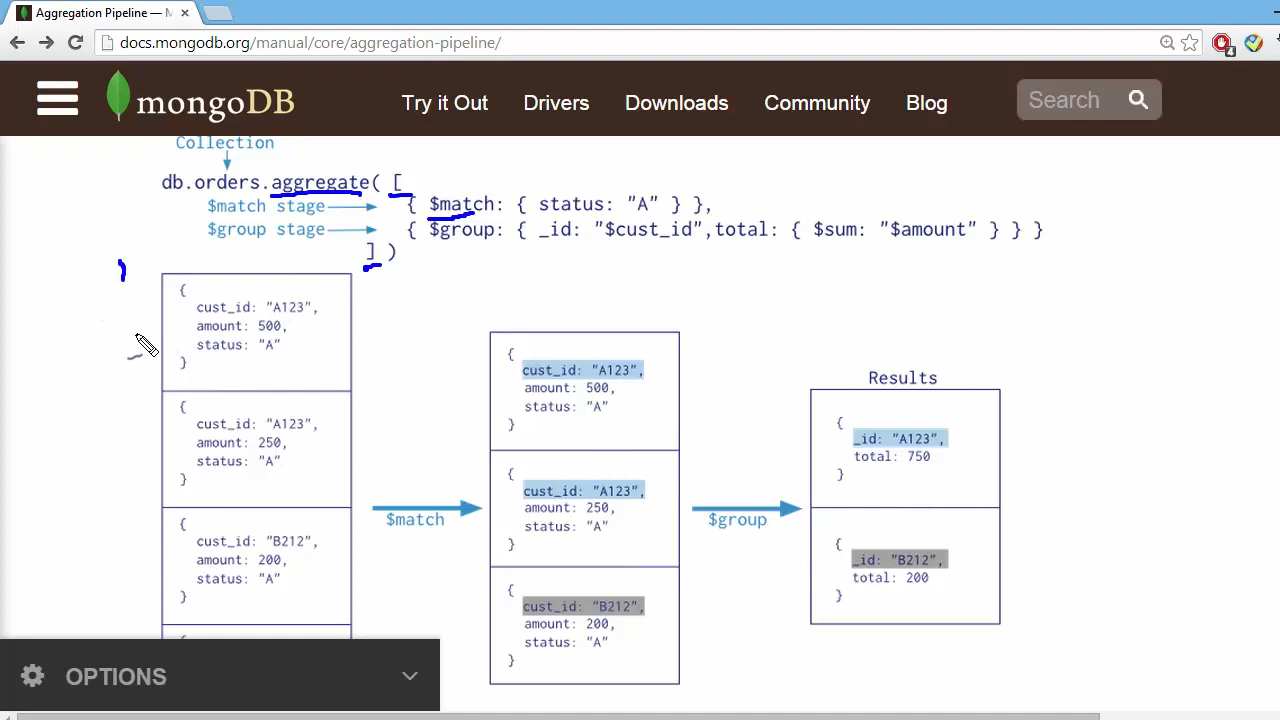 Aggregation Pipeline — M
docs.mongodb.org/manual/core/aggregation-pipeline/
4
mongoDB
Try it Out
Drivers
Downloads
Community
Blog
Search
Collection
db.orders.aggregate( [
$match stage
{ $match: { status: "A" } },
$group stage
{ $group: { _id: "$cust_id",total: { $sum: "$amount" } } }
] )
{
cust_id: "A123",
amount: 500,
status: "A"
}
{
cust_id: "A123",
amount: 250,
status: "A"
}
{
cust_id: "B212",
amount: 200,
status: "A"
}
{
$match
{
cust_id: "A123",
amount: 500,
status: "A"
}
{
cust_id: "A123",
amount: 250,
status: "A"
}
{
cust_id: "B212",
amount: 200,
status: "A"
}
$group
Results
{
_id: "A123",
total: 750
}
{
_id: "B212",
total: 200
}
OPTIONS